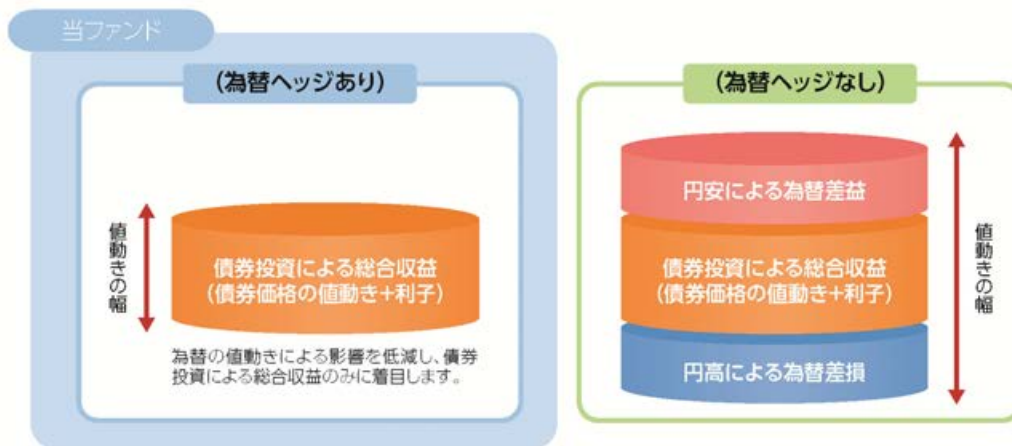 当ファンド
(為替ヘッジあり)
値動きの幅
債券投資による総合収益
(債券価格の値動き+利子)
為替の値動きによる影響を低減し、債券
投資による総合収益のみに着目します。
(為替ヘッジなし)
円安による為替差益
債券投資による総合収益
(債券価格の値動き+利子)
円高による為替差損
値動きの幅